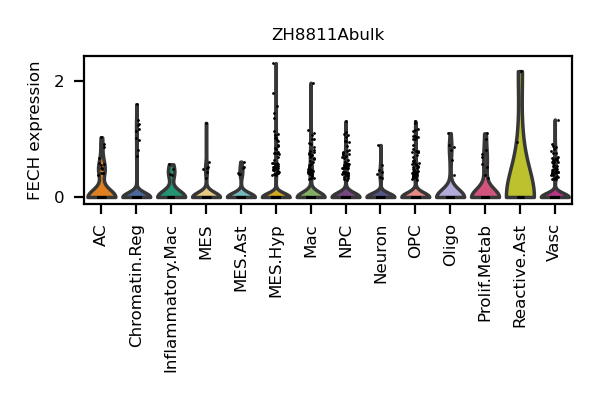 ZH8811Abulk
FECH expression
2
0
AC
Chromatin.Reg
Inflammatory.Mac
MES
MES.Ast
MES.Hyp
Mac
NPC
Neuron
OPC
Oligo
Prolif.Metab
Reactive.Ast
Vasc